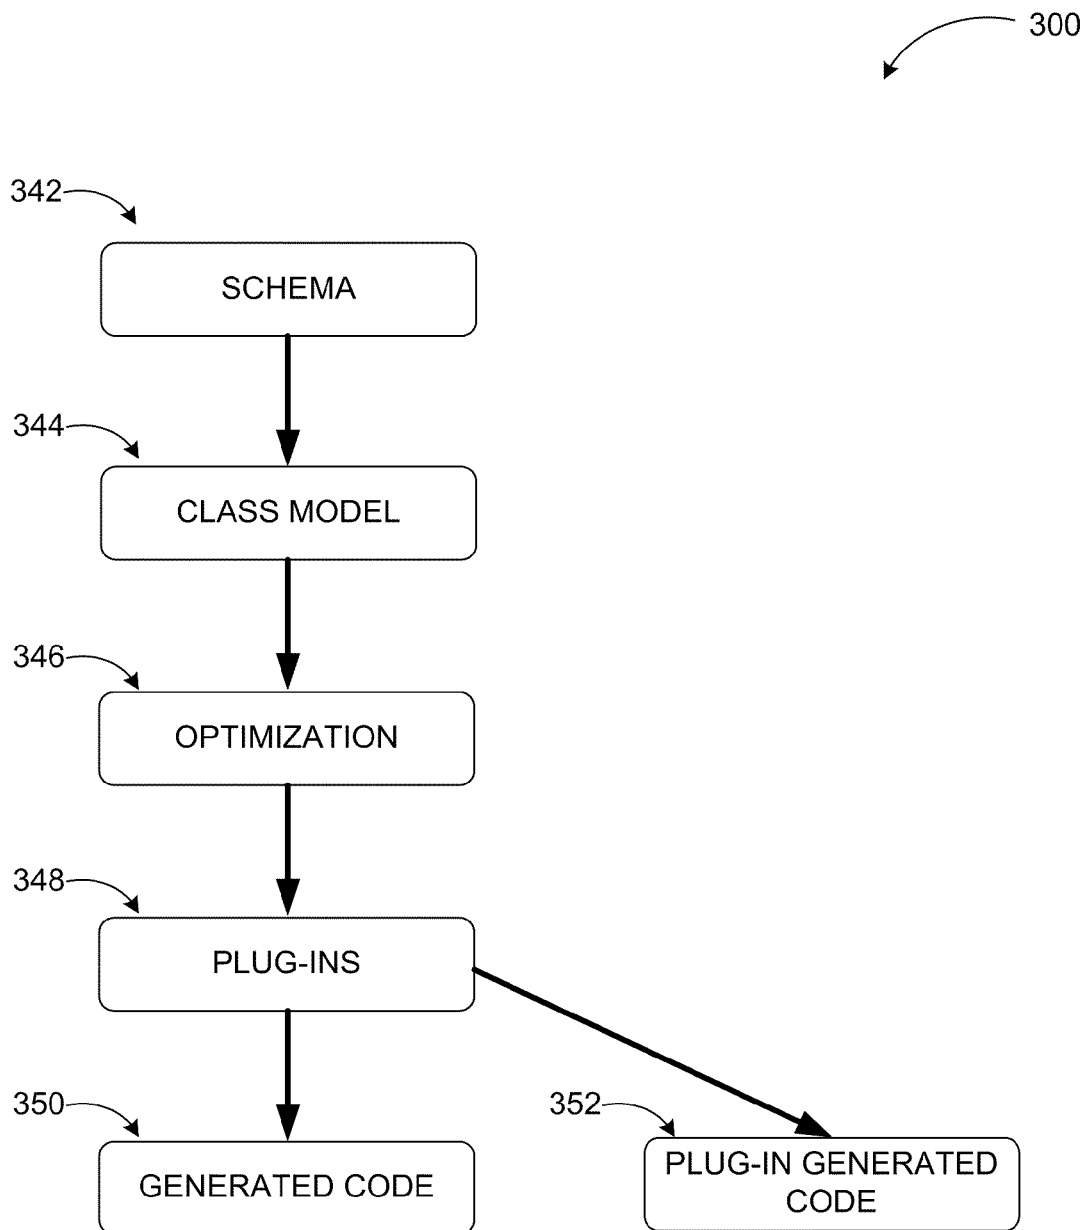 300
342
SCHEMA
344
CLASS MODEL
346
OPTIMIZATION
348
PLUG-INS
350
GENERATED CODE
352
PLUG-IN GENERATED
CODE